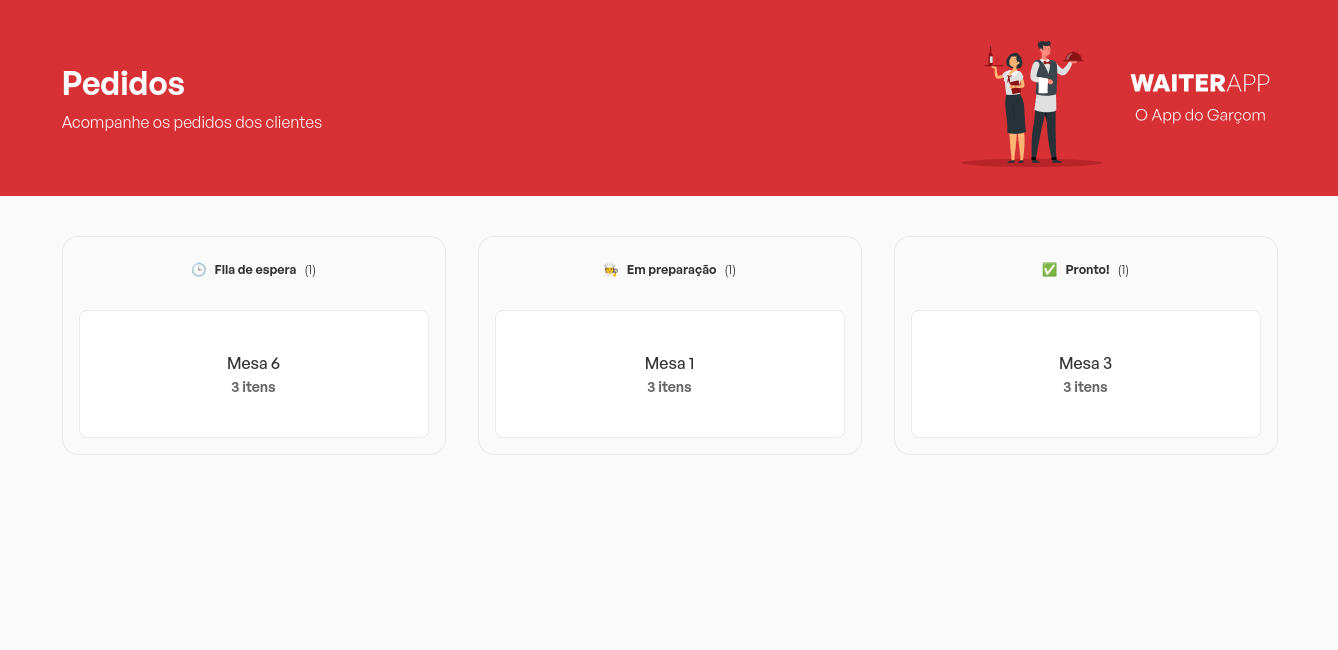 Pedidos
Acompanhe os pedidos dos clientes
WAITERAPP
O App do Garçom
🕒 Fila de espera (1)
Mesa 6
3 itens
🧑‍🍳 Em preparação (1)
Mesa 1
3 itens
✅ Pronto! (1)
Mesa 3
3 itens